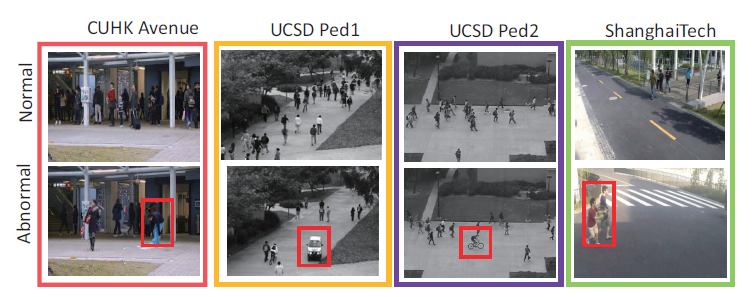 CUHK Avenue
UCSD Ped1
UCSD Ped2
ShanghaiTech
Normal
Abnormal